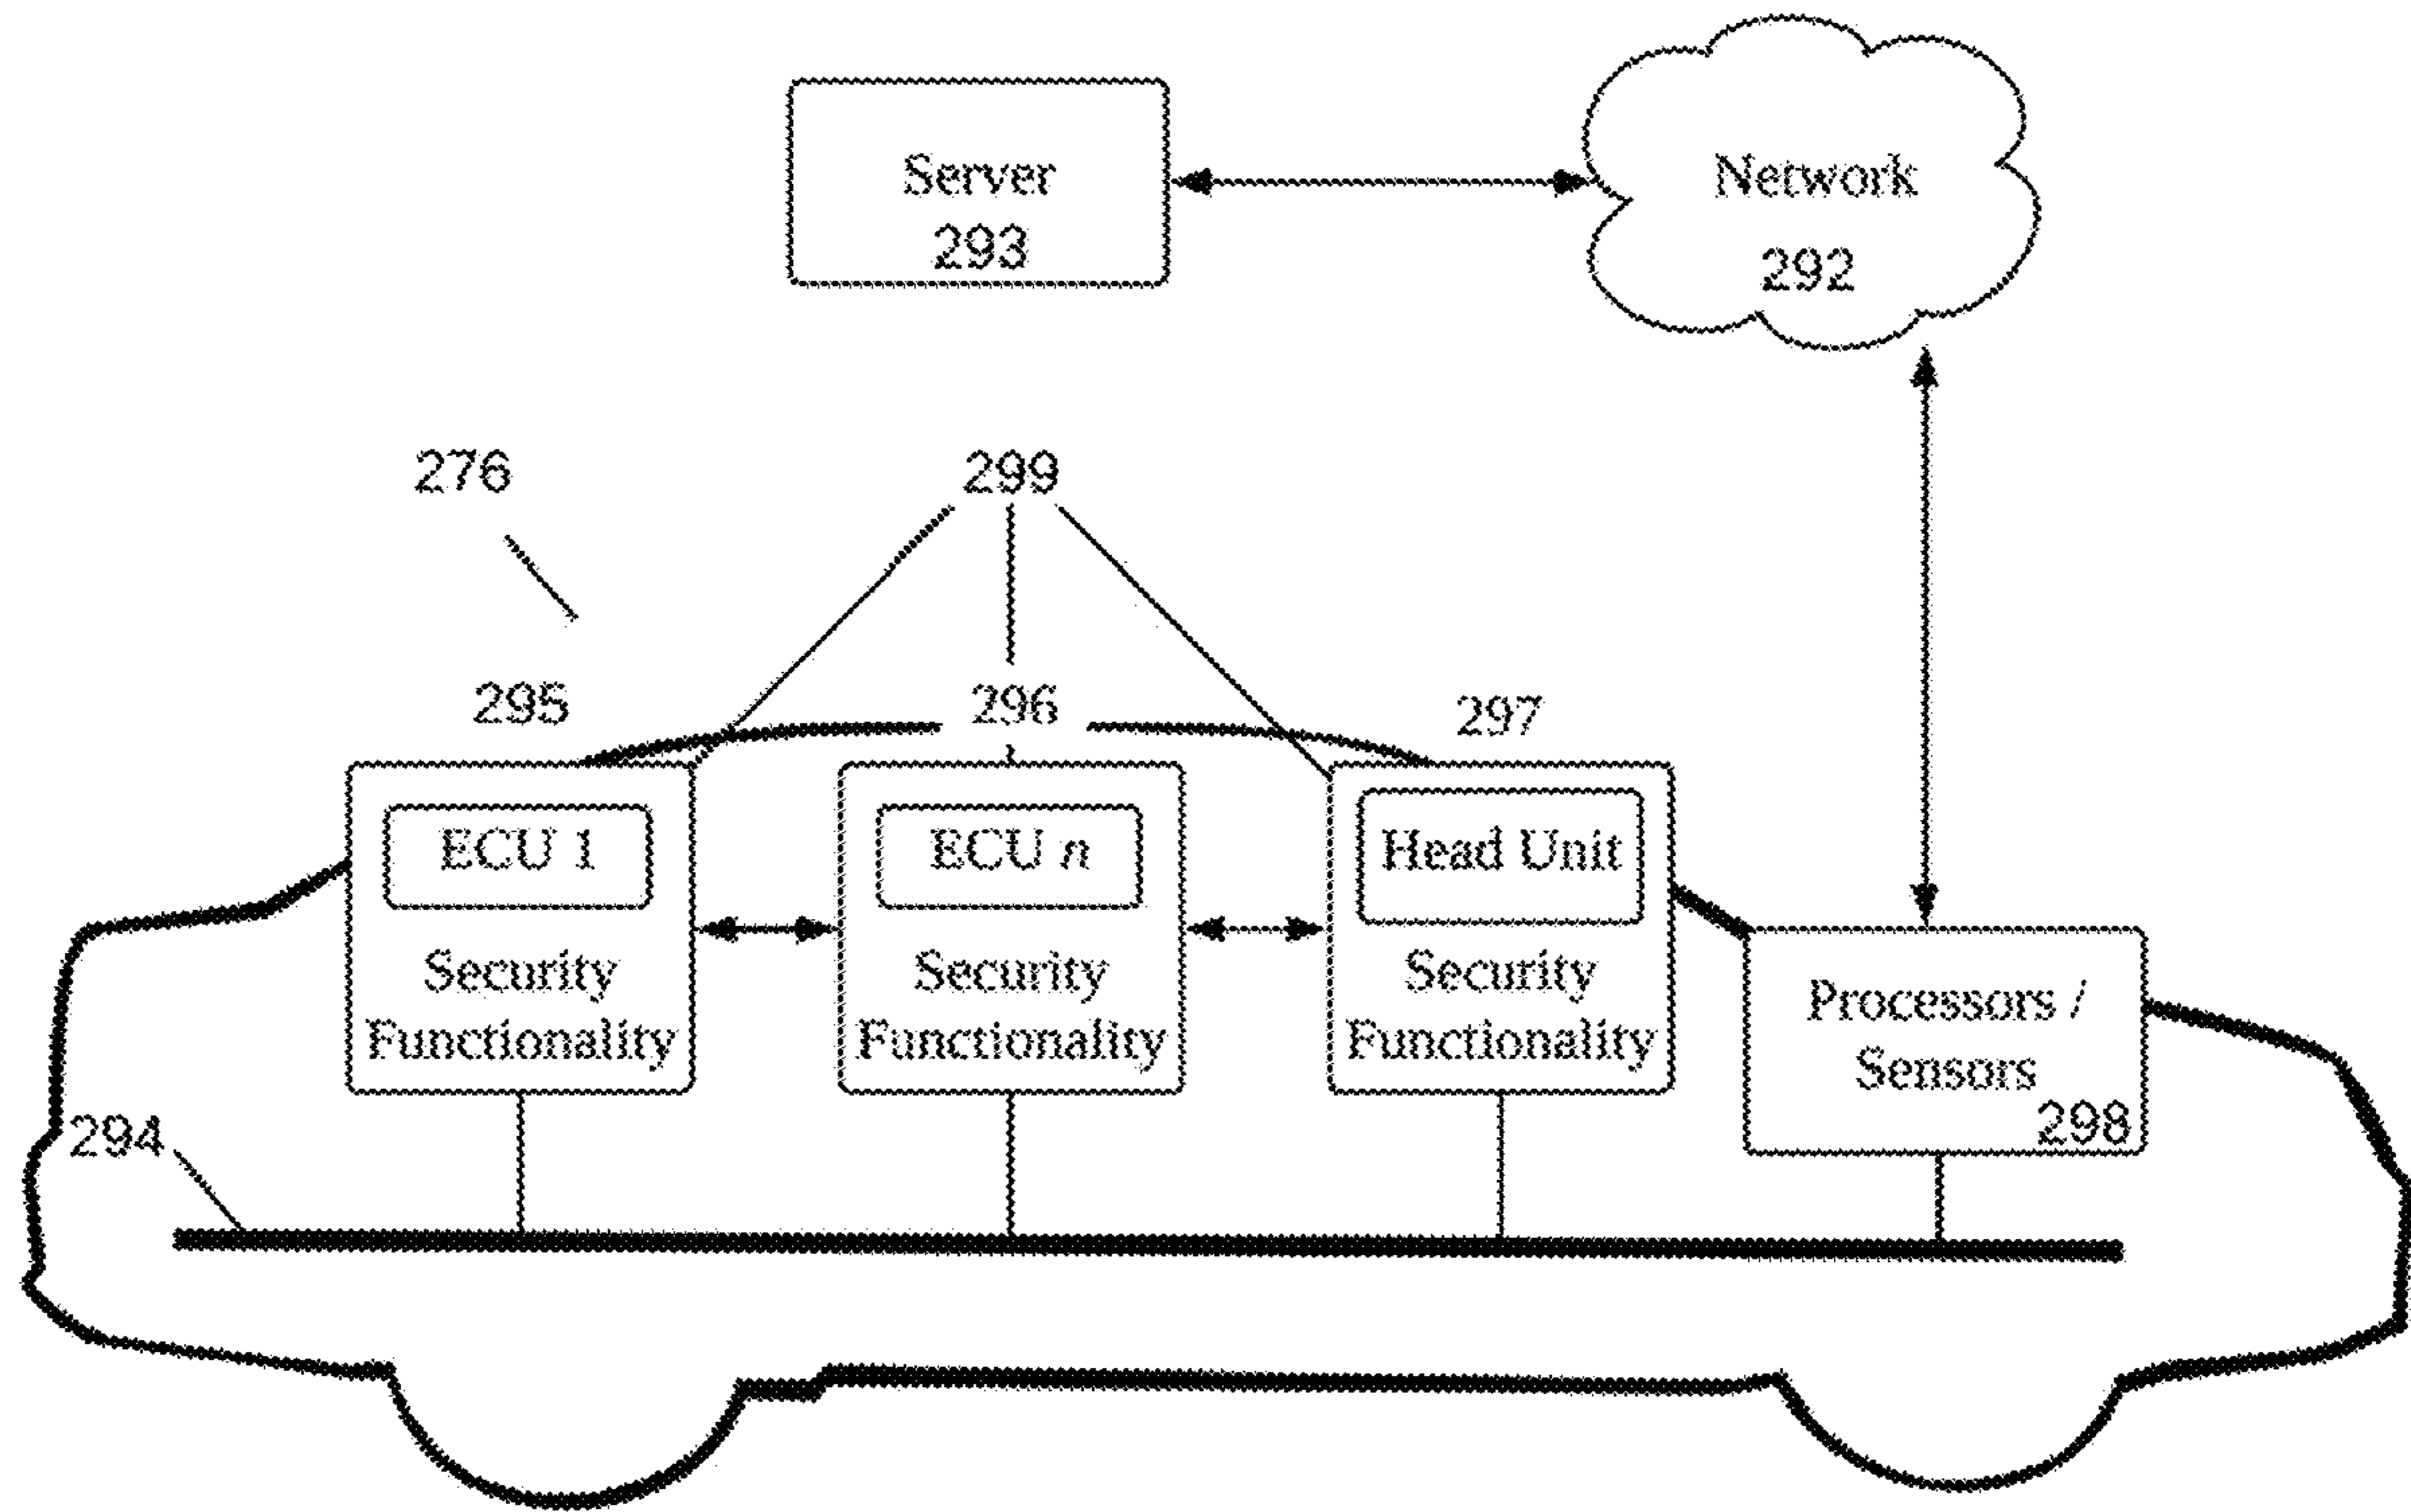 Server
293
Network
292
276
299
295
296
297
ECU 1
Security
Functionality
ECU n
Security
Functionality
Head Unit
Security
Functionality
Processors /
Sensors
298
294